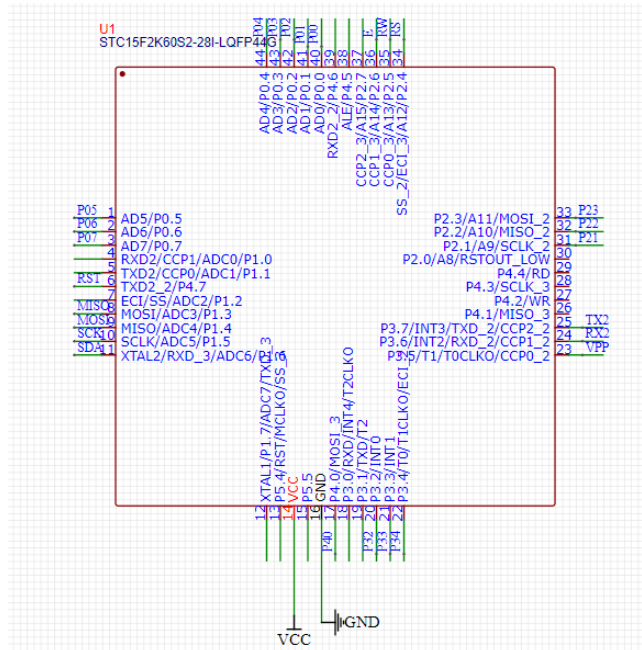 U1
STC15F2K60S2-28I-LQFP44G
P04
P03
P02
P01
P00
E
RW
RS
44
43
42
41
40
39
38
37
36
35
34
AD4/P0.4
AD3/P0.3
AD2/P0.2
AD1/P0.1
AD0/P0.0
RXD2_2/P4.6
ALE/P4.5
CCP2_3/A15/P2.7
CCP1_3/A14/P2.6
CCP0_3/A13/P2.5
SS_2/ECI_3/A12/P2.4
P05 1 AD5/P0.5
P06 2 AD6/P0.6
P07 3 AD7/P0.7
4 RXD2/CCP1/ADC0/P1.0
5 TXD2/CCP0/ADC1/P1.1
RST 6 TXD2_2/P4.7
7 ECI/SS/ADC2/P1.2
MISO 8 MOSI/ADC3/P1.3
MOSI 9 MISO/ADC4/P1.4
SCK 10 SCLK/ADC5/P1.5
SDA 11 XTAL2/RXD_3/ADC6/P1.6
P2.3/A11/MOSI_2 33 P23
P2.2/A10/MISO_2 32 P22
P2.1/A9/SCLK_2 31 P21
P2.0/A8/RSTOUT_LOW 30
P4.4/RD 29
P4.3/SCLK_3 28
P4.2/WR 27
P4.1/MISO_3 26
P3.7/INT3/TXD_2/CCP2_2 25 TX2
P3.6/INT2/RXD_2/CCP1_2 24 RX2
P3.5/T1/T0CLKO/CCP0_2 23 VPP
XTAL1/P1.7/ADC7/TXD_3
P5.4/RST/MCLKO/SS_3
VCC
P5.5
GND
P4.0/MOSI_3
P3.0/RXD/INT4/T2CLKO
P3.1/TXD/T2
P3.2/INT0
P3.3/INT1
P3.4/T0/T1CLKO/ECI_2
12
13
14
15
16
17
18
19
20
21
22
P40
P32
P33
P34
VCC
GND